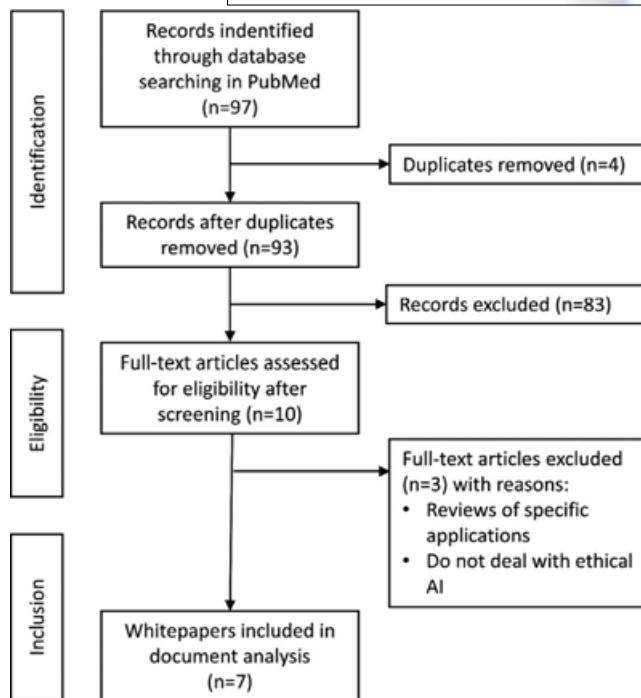 Identification
Records indentified
through database
searching in PubMed
(n=97)
Duplicates removed (n=4)
Records after duplicates
removed (n=93)
Records excluded (n=83)
Eligibility
Full-text articles assessed
for eligibility after
screening (n=10)
Full-text articles excluded
(n=3) with reasons:
• Reviews of specific
applications
• Do not deal with ethical
AI
Inclusion
Whitepapers included in
document analysis
(n=7)